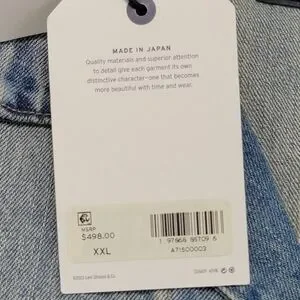 MADE IN JAPAN
Quality materials and superior attention
to detail give each garment its own
distinctive character–one that becomes
more beautiful with time and wear.
MSRP
$498.00
XXL
A71500003
©2023 Levi Strauss & Co.